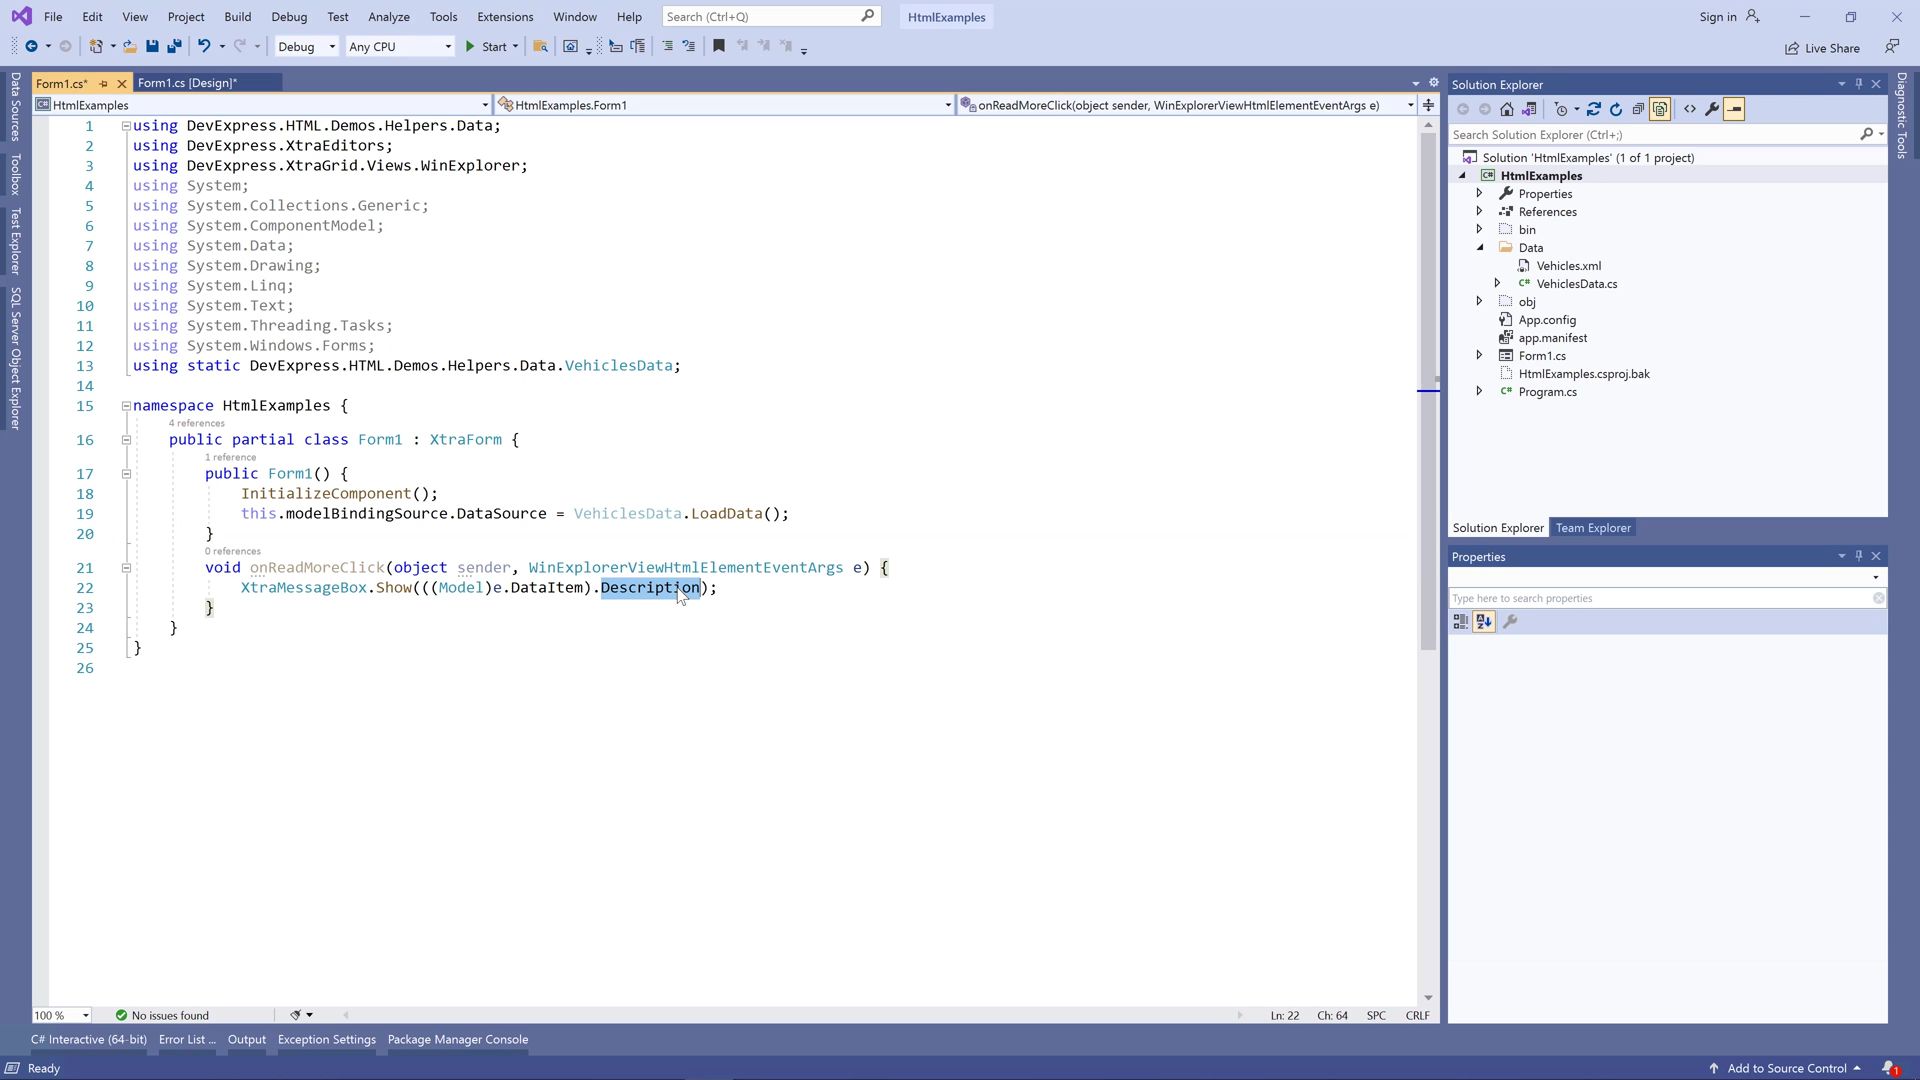 File Edit View Project Build Debug Test Analyze Tools Extensions Window Help Search (Ctrl+Q) HtmlExamples Sign in
Debug Any CPU Start Live Share
Form1.cs* Form1.cs [Design]*
HtmlExamples HtmlExamples.Form1 onReadMoreClick(object sender, WinExplorerViewHtmlElementEventArgs e)
Data Sources
Toolbox
Test Explorer
SQL Server Object Explorer
1 using DevExpress.HTML.Demos.Helpers.Data;
2 using DevExpress.XtraEditors;
3 using DevExpress.XtraGrid.Views.WinExplorer;
4 using System;
5 using System.Collections.Generic;
6 using System.ComponentModel;
7 using System.Data;
8 using System.Drawing;
9 using System.Linq;
10 using System.Text;
11 using System.Threading.Tasks;
12 using System.Windows.Forms;
13 using static DevExpress.HTML.Demos.Helpers.Data.VehiclesData;
14
15 namespace HtmlExamples {
4 references
16 public partial class Form1 : XtraForm {
1 reference
17 public Form1() {
18 InitializeComponent();
19 this.modelBindingSource.DataSource = VehiclesData.LoadData();
20 }
0 references
21 void onReadMoreClick(object sender, WinExplorerViewHtmlElementEventArgs e) {
22 XtraMessageBox.Show(((Model)e.DataItem).Description);
23 }
24 }
25 }
26
100 % No issues found Ln: 22 Ch: 64 SPC CRLF
C# Interactive (64-bit) Error List ... Output Exception Settings Package Manager Console
Ready Add to Source Control 1
Solution Explorer
Search Solution Explorer (Ctrl+;)
Solution 'HtmlExamples' (1 of 1 project)
C# HtmlExamples
Properties
References
bin
Data
Vehicles.xml
C# VehiclesData.cs
obj
App.config
app.manifest
Form1.cs
HtmlExamples.csproj.bak
C# Program.cs
Solution Explorer Team Explorer
Properties
Type here to search properties
Diagnostic Tools